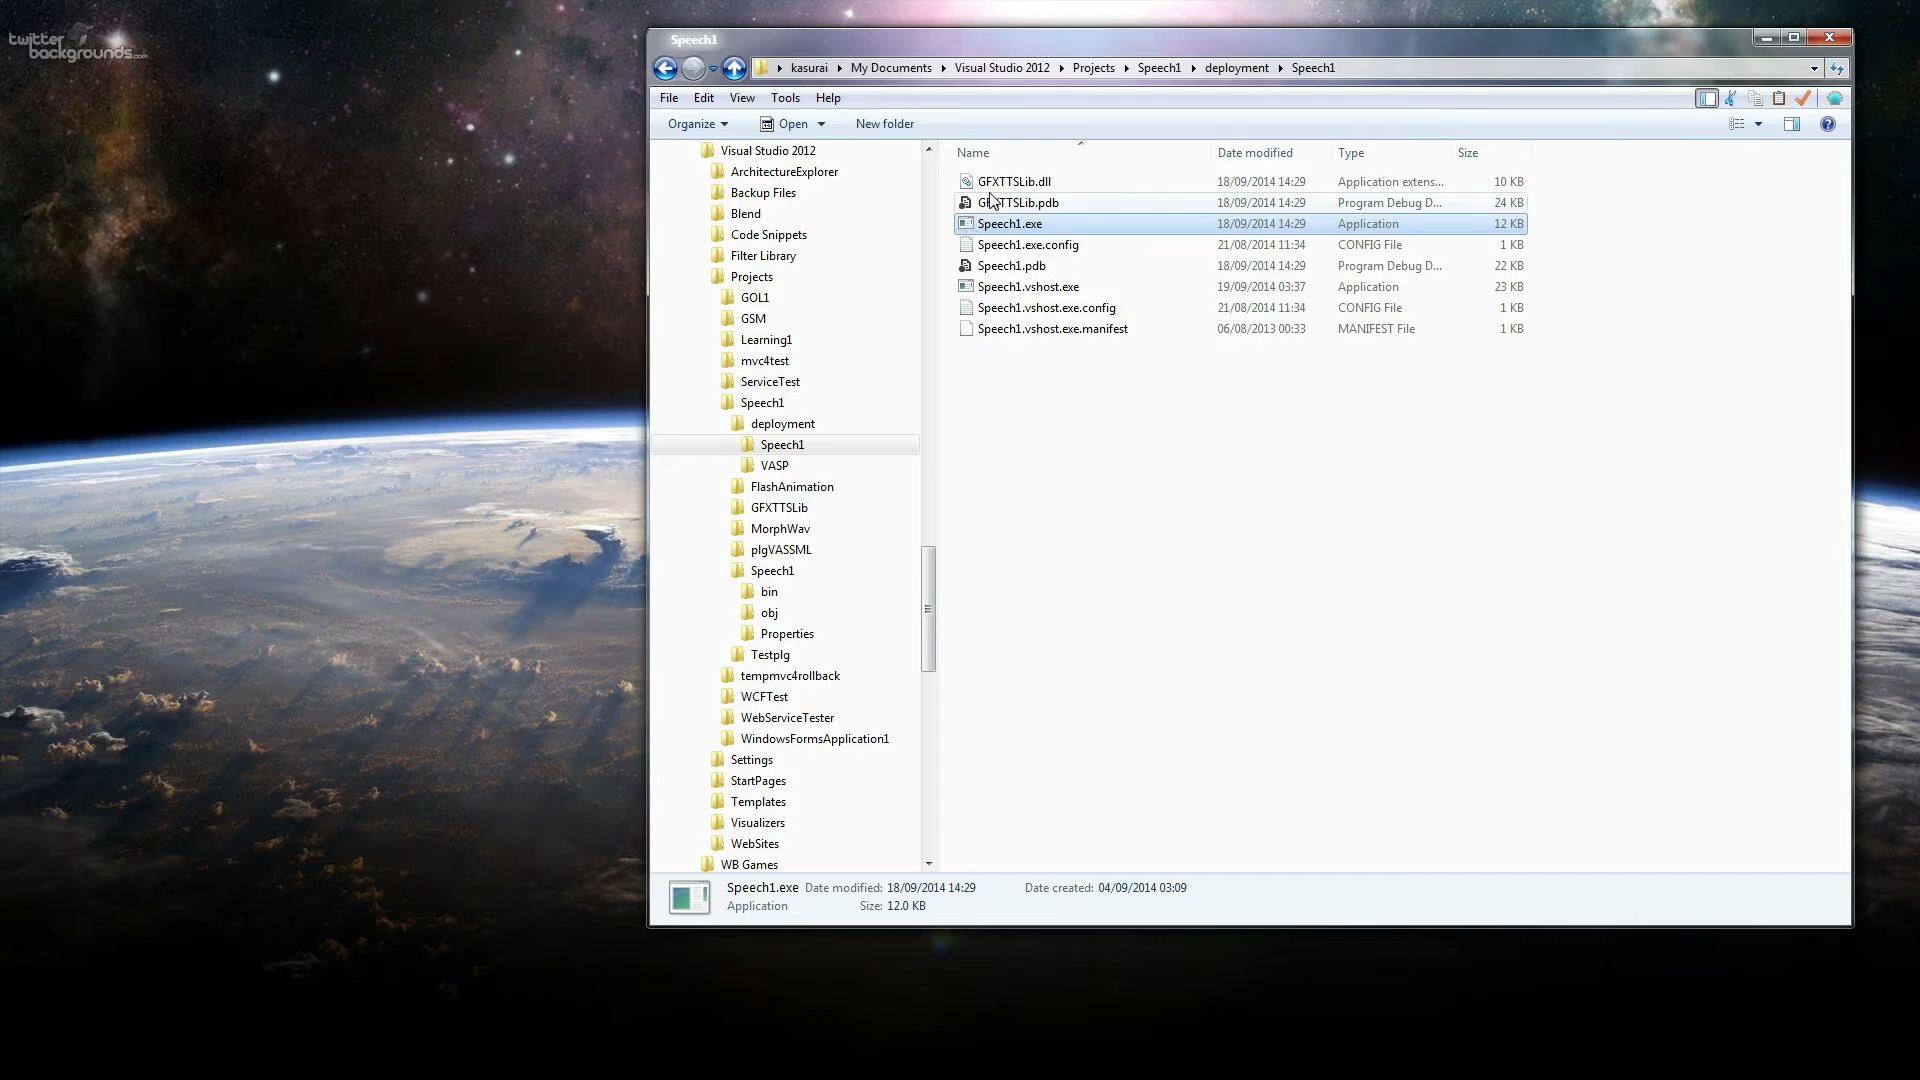 twitter
backgrounds.com
Speech1
kasurai My Documents Visual Studio 2012 Projects Speech1 deployment Speech1
File Edit View Tools Help
Organize Open New folder
Visual Studio 2012
ArchitectureExplorer
Backup Files
Blend
Code Snippets
Filter Library
Projects
GOL1
GSM
Learning1
mvc4test
ServiceTest
Speech1
deployment
Speech1
VASP
FlashAnimation
GFXTTSLib
MorphWav
plgVASSML
Speech1
bin
obj
Properties
Testplg
tempmvc4rollback
WCFTest
WebServiceTester
WindowsFormsApplication1
Settings
StartPages
Templates
Visualizers
WebSites
WB Games
Name Date modified Type Size
GFXTTSLib.dll 18/09/2014 14:29 Application extens... 10 KB
GFXTTSLib.pdb 18/09/2014 14:29 Program Debug D... 24 KB
Speech1.exe 18/09/2014 14:29 Application 12 KB
Speech1.exe.config 21/08/2014 11:34 CONFIG File 1 KB
Speech1.pdb 18/09/2014 14:29 Program Debug D... 22 KB
Speech1.vshost.exe 19/09/2014 03:37 Application 23 KB
Speech1.vshost.exe.config 21/08/2014 11:34 CONFIG File 1 KB
Speech1.vshost.exe.manifest 06/08/2013 00:33 MANIFEST File 1 KB
Speech1.exe Date modified: 18/09/2014 14:29 Date created: 04/09/2014 03:09
Application Size: 12.0 KB